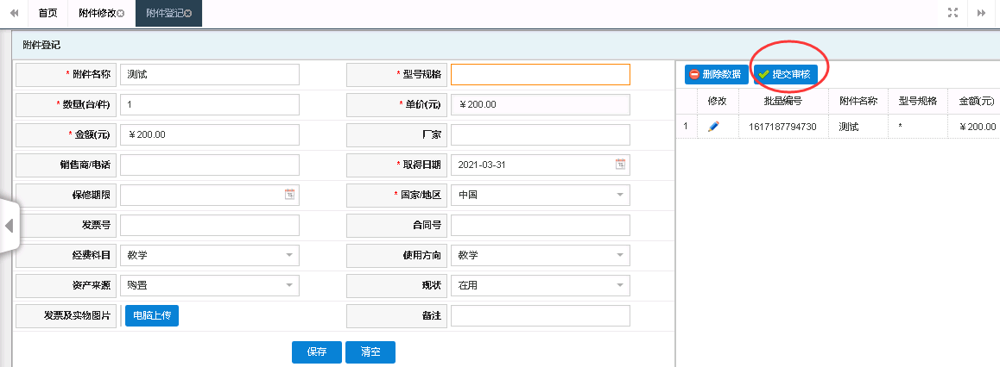 首页 附件修改 附件登记
附件登记
* 附件名称 测试 * 型号规格
* 数量(台/件) 1 * 单价(元) ￥200.00
* 金额(元) ￥200.00 厂家
销售商/电话 * 取得日期 2021-03-31
保修期限 * 国家/地区 中国
发票号 合同号
经费科目 教学 使用方向 教学
资产来源 购置 现状 在用
发票及实物图片 电脑上传 备注
保存 清空
删除数据 提交审核
修改 批量编号 附件名称 型号规格 金额(元)
1 1617187794730 测试 * ￥200.00